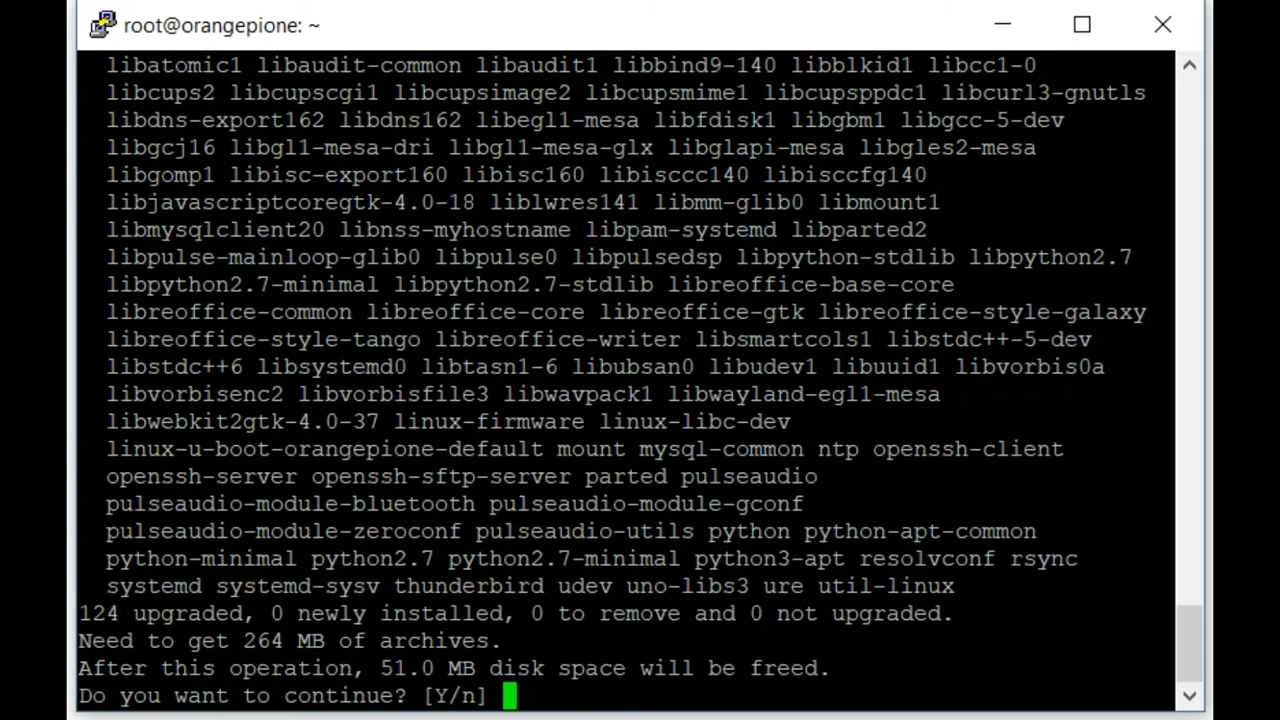 root@orangepione: ~
libatomic1 libaudit-common libaudit1 libbind9-140 libblkid1 libcc1-0
libcups2 libcupscgi1 libcupsimage2 libcupsmime1 libcupsppdc1 libcurl3-gnutls
libdns-export162 libdns162 libegl1-mesa libfdisk1 libgbm1 libgcc-5-dev
libgcj16 libgl1-mesa-dri libgl1-mesa-glx libglapi-mesa libgles2-mesa
libgomp1 libisc-export160 libisc160 libisccc140 libisccfg140
libjavascriptcoregtk-4.0-18 liblwres141 libmm-glib0 libmount1
libmysqlclient20 libnss-myhostname libpam-systemd libparted2
libpulse-mainloop-glib0 libpulse0 libpulsedsp libpython-stdlib libpython2.7
libpython2.7-minimal libpython2.7-stdlib libreoffice-base-core
libreoffice-common libreoffice-core libreoffice-gtk libreoffice-style-galaxy
libreoffice-style-tango libreoffice-writer libsmartcols1 libstdc++-5-dev
libstdc++6 libsystemd0 libtasn1-6 libubsan0 libudev1 libuuid1 libvorbis0a
libvorbisenc2 libvorbisfile3 libwavpack1 libwayland-egl1-mesa
libwebkit2gtk-4.0-37 linux-firmware linux-libc-dev
linux-u-boot-orangepione-default mount mysql-common ntp openssh-client
openssh-server openssh-sftp-server parted pulseaudio
pulseaudio-module-bluetooth pulseaudio-module-gconf
pulseaudio-module-zeroconf pulseaudio-utils python python-apt-common
python-minimal python2.7 python2.7-minimal python3-apt resolvconf rsync
systemd systemd-sysv thunderbird udev uno-libs3 ure util-linux
124 upgraded, 0 newly installed, 0 to remove and 0 not upgraded.
Need to get 264 MB of archives.
After this operation, 51.0 MB disk space will be freed.
Do you want to continue? [Y/n]